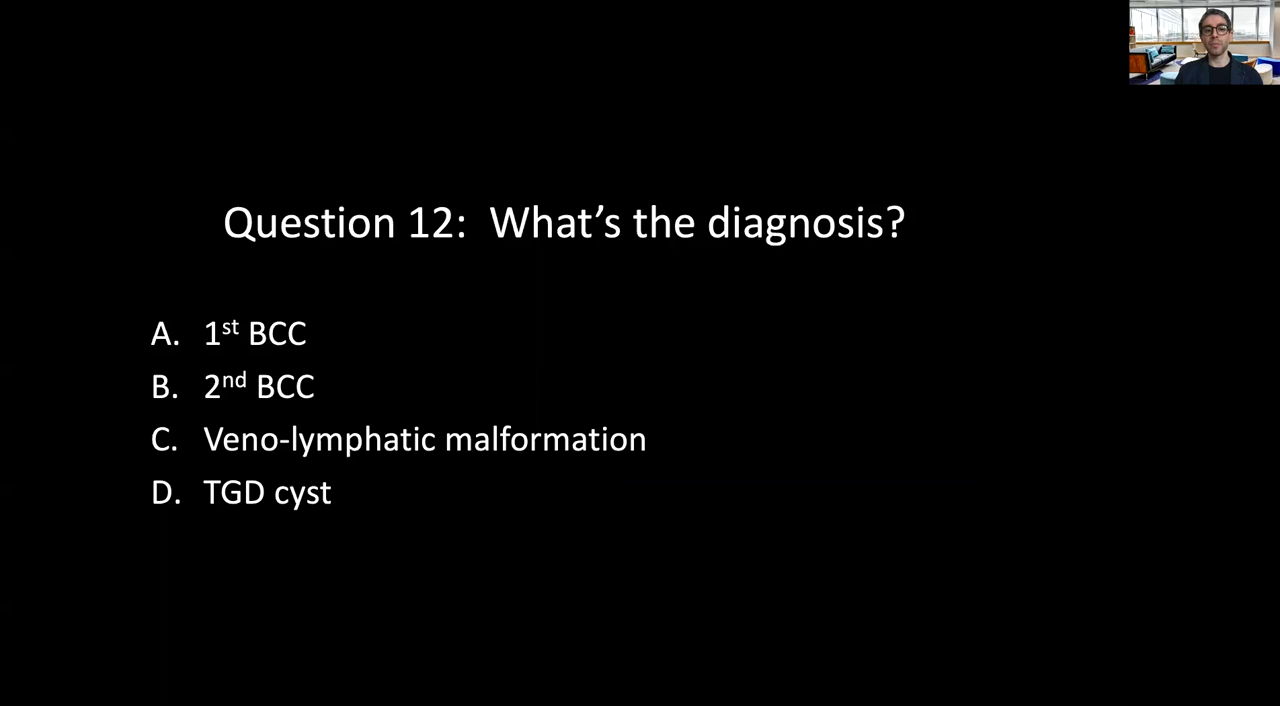 Question 12: What’s the diagnosis?
A. 1st BCC
B. 2nd BCC
C. Veno-lymphatic malformation
D. TGD cyst